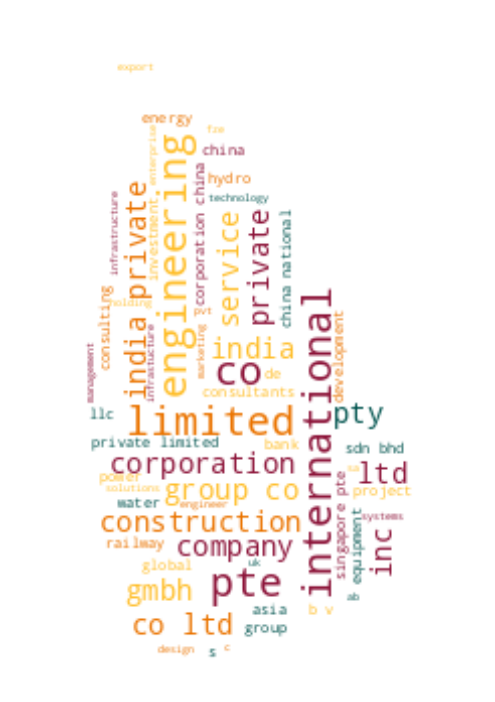 export
energy
fze
enterprise
engineering
china
hydro
technology
infrastructure
india private
investment
corporation china
service
private
china national
holding
pvt
consulting
infrastucture
marketing
management
india
co
de
consultants
international
development
llc
limited
pty
private limited
bank
sdn bhd
corporation
sa
ltd
power
solutions
group co
project
water
engineer
singapore pte
construction
systems
equipment
inc
railway
company
global
uk
gmbh
pte
ab
asia
b v
co ltd
group
design
s
c